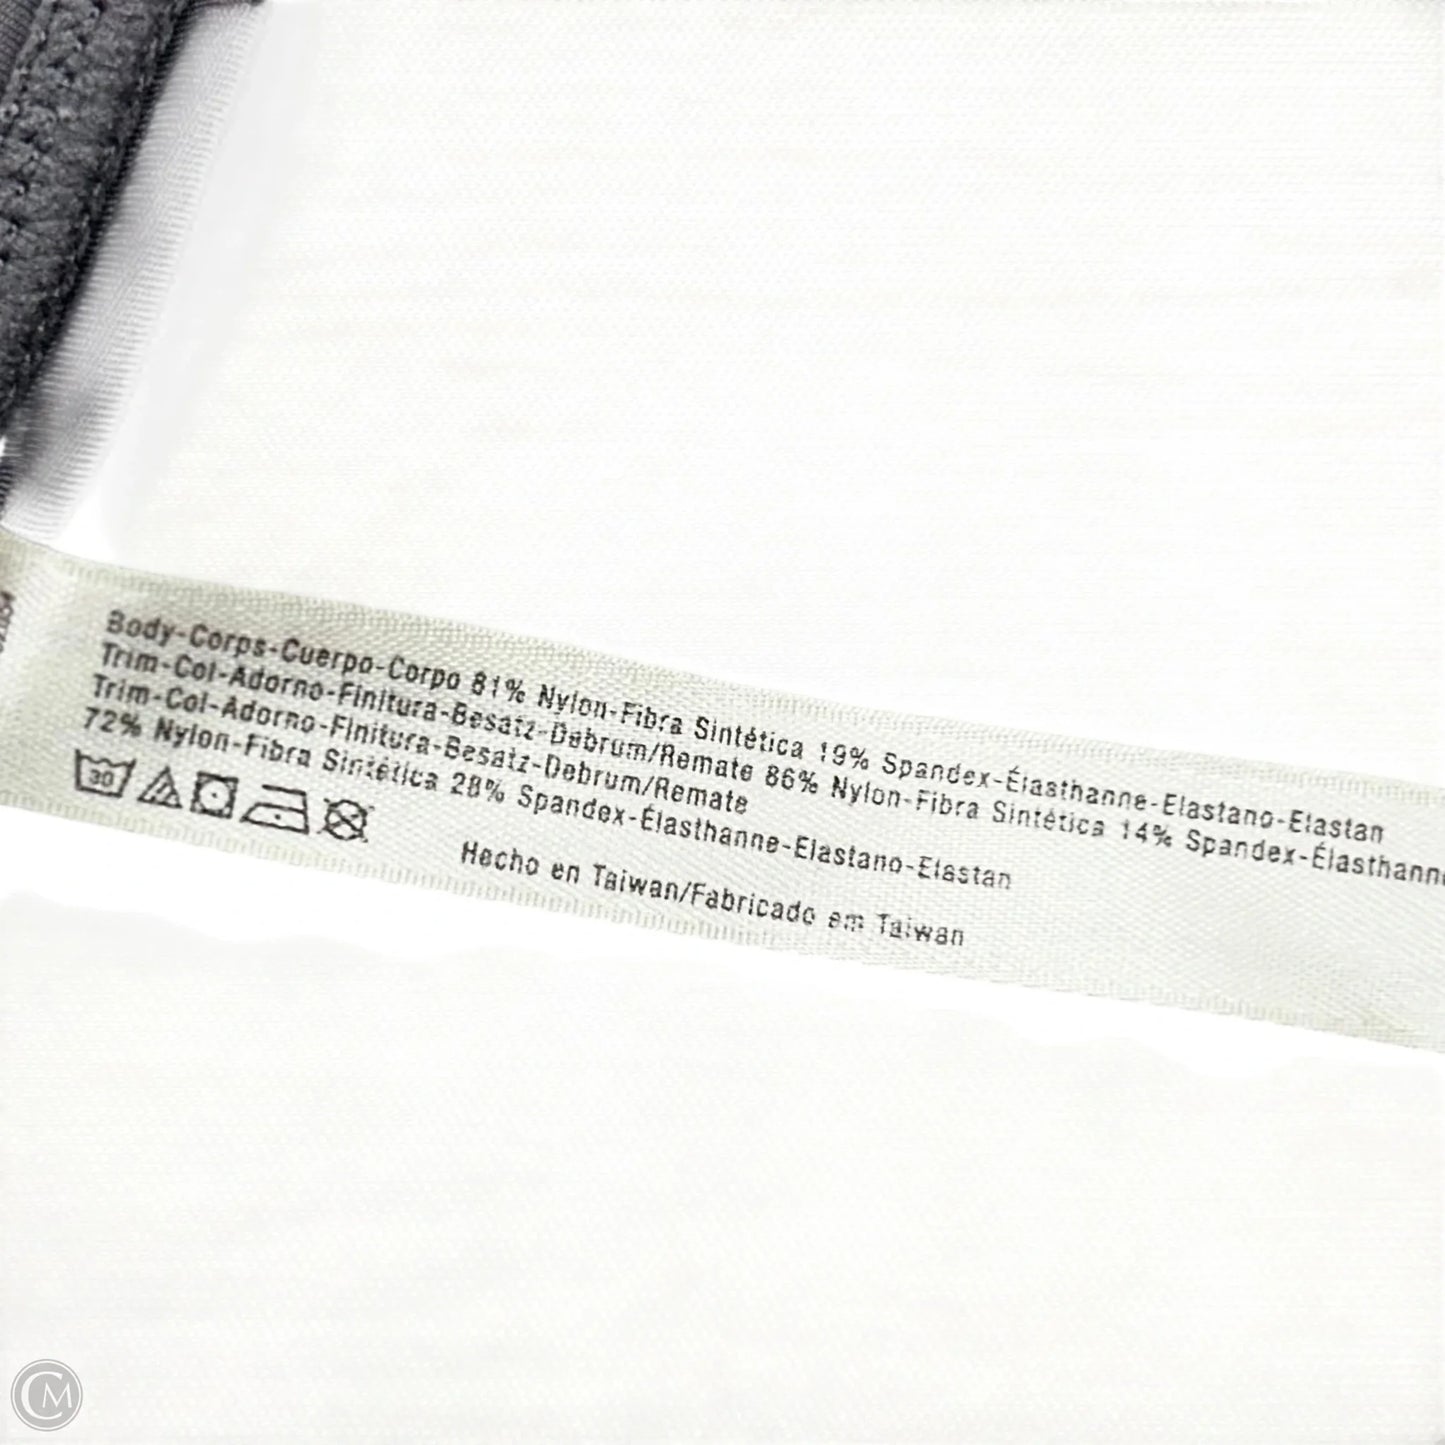 Body-Corps-Cuerpo-Corpo 81% Nylon-Fibra Sintética 19% Spandex-Élasthanne-Elastano-Elastan
Trim-Col-Adorno-Finitura-Besatz-Debrum/Remate 86% Nylon-Fibra Sintética 14% Spandex-Élasthanne
Trim-Col-Adorno-Finitura-Besatz-Debrum/Remate
72% Nylon-Fibra Sintética 28% Spandex-Élasthanne-Elastano-Elastan
30
Hecho en Taiwan/Fabricado em Taiwan
CM